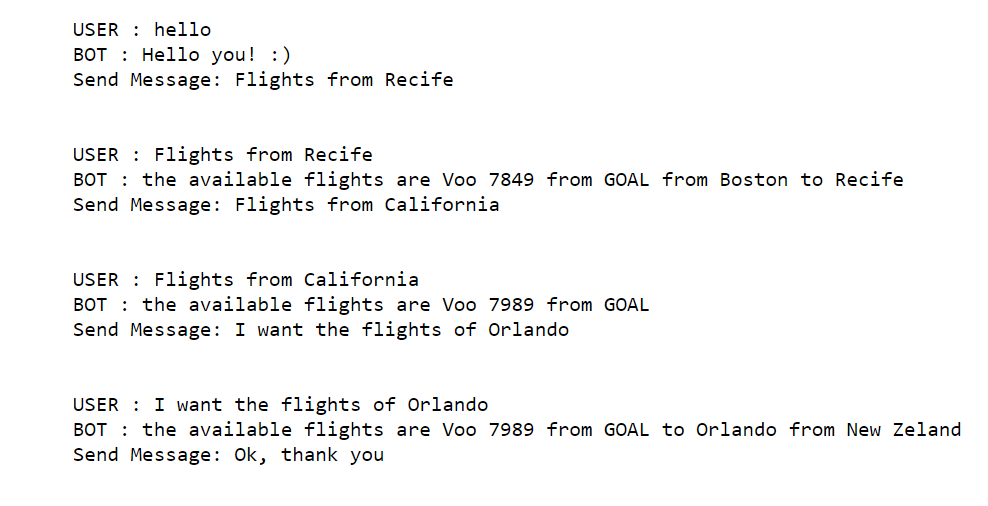 USER : hello
BOT : Hello you! :)
Send Message: Flights from Recife
USER : Flights from Recife
BOT : the available flights are Voo 7849 from GOAL from Boston to Recife
Send Message: Flights from California
USER : Flights from California
BOT : the available flights are Voo 7989 from GOAL
Send Message: I want the flights of Orlando
USER : I want the flights of Orlando
BOT : the available flights are Voo 7989 from GOAL to Orlando from New Zeland
Send Message: Ok, thank you